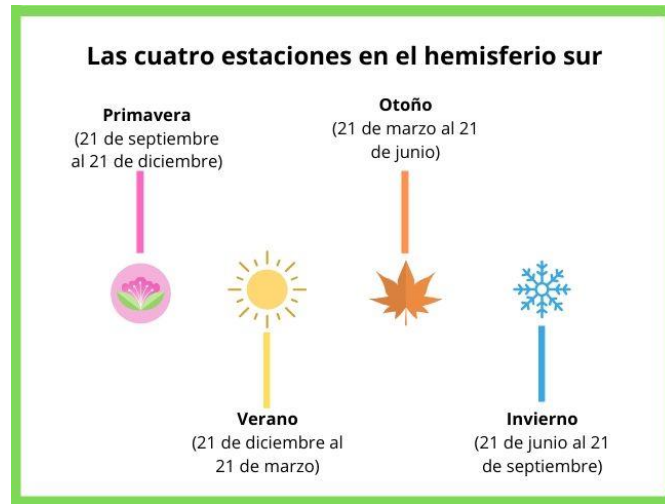 Las cuatro estaciones en el hemisferio sur
Primavera
(21 de septiembre
al 21 de diciembre)
Otoño
(21 de marzo al 21
de junio)
Verano
(21 de diciembre al
21 de marzo)
Invierno
(21 de junio al 21
de septiembre)